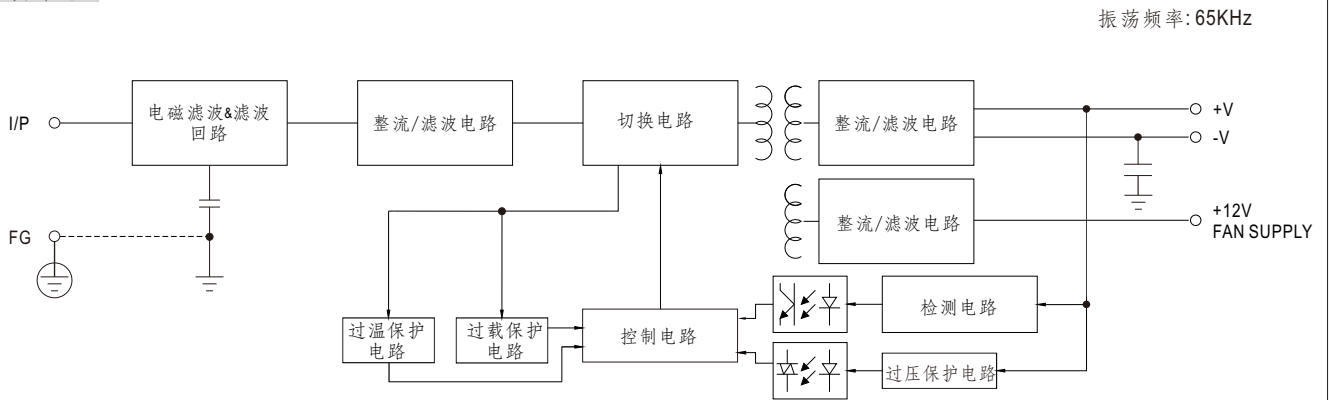 振荡频率: 65KHz
电磁滤波&滤波
回路
整流/滤波电路
切换电路
整流/滤波电路
I/P
+V
-V
整流/滤波电路
+12V
FAN SUPPLY
FG
检测电路
过温保护
电路
过载保护
电路
控制电路
过压保护电路